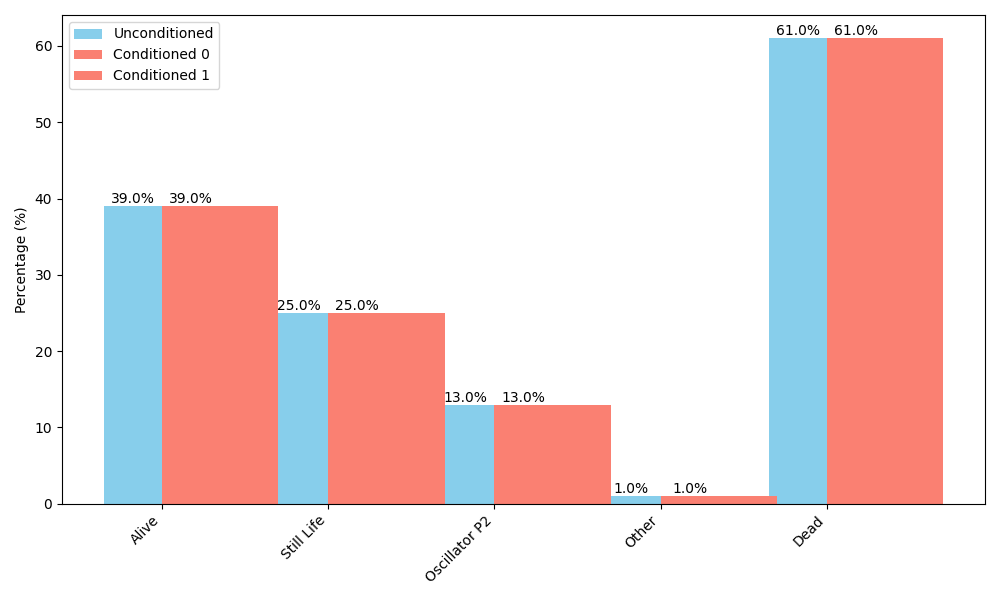 Unconditioned
Conditioned 0
Conditioned 1
Percentage (%)
60
50
40
30
20
10
0
39.0% 39.0%
25.0% 25.0%
13.0% 13.0%
1.0% 1.0%
61.0% 61.0%
Alive
Still Life
Oscillator P2
Other
Dead